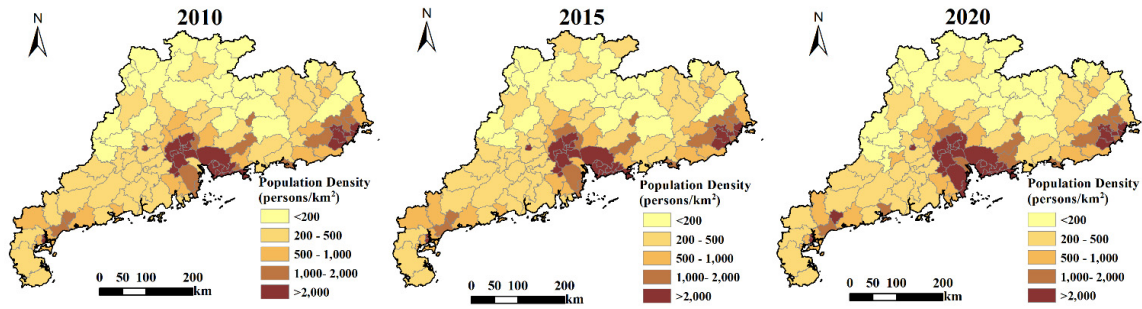 2010
N
Population Density
(persons/km²)
<200
200 - 500
500 - 1,000
1,000- 2,000
>2,000
0 50 100 200
km
2015
N
Population Density
(persons/km²)
<200
200 - 500
500 - 1,000
1,000- 2,000
>2,000
0 50 100 200
km
2020
N
Population Density
(persons/km²)
<200
200 - 500
500 - 1,000
1,000- 2,000
>2,000
0 50 100 200
km